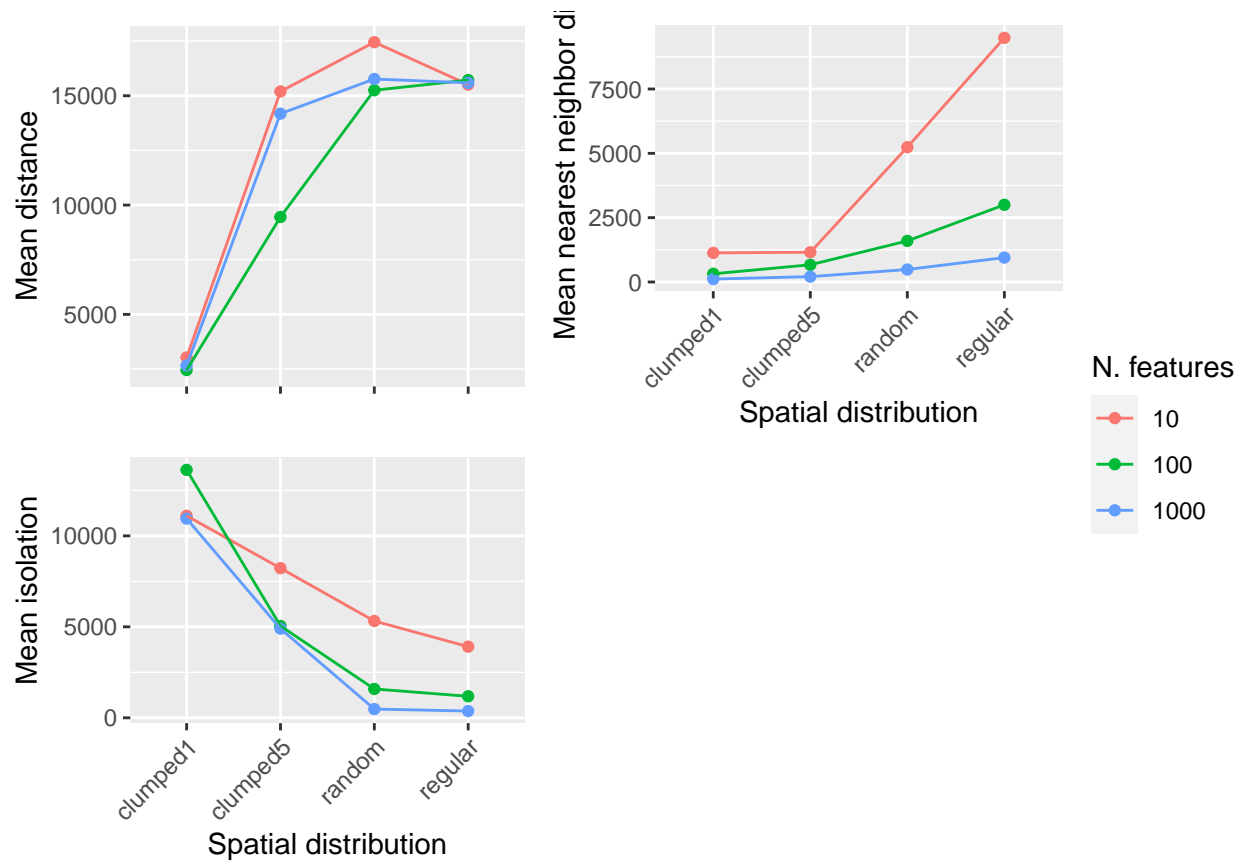 Mean distance
15000
10000
5000
Mean nearest neighbor di
7500
5000
2500
0
clumped1
clumped5
random
regular
Spatial distribution
N. features
10
100
1000
Mean isolation
10000
5000
0
clumped1
clumped5
random
regular
Spatial distribution